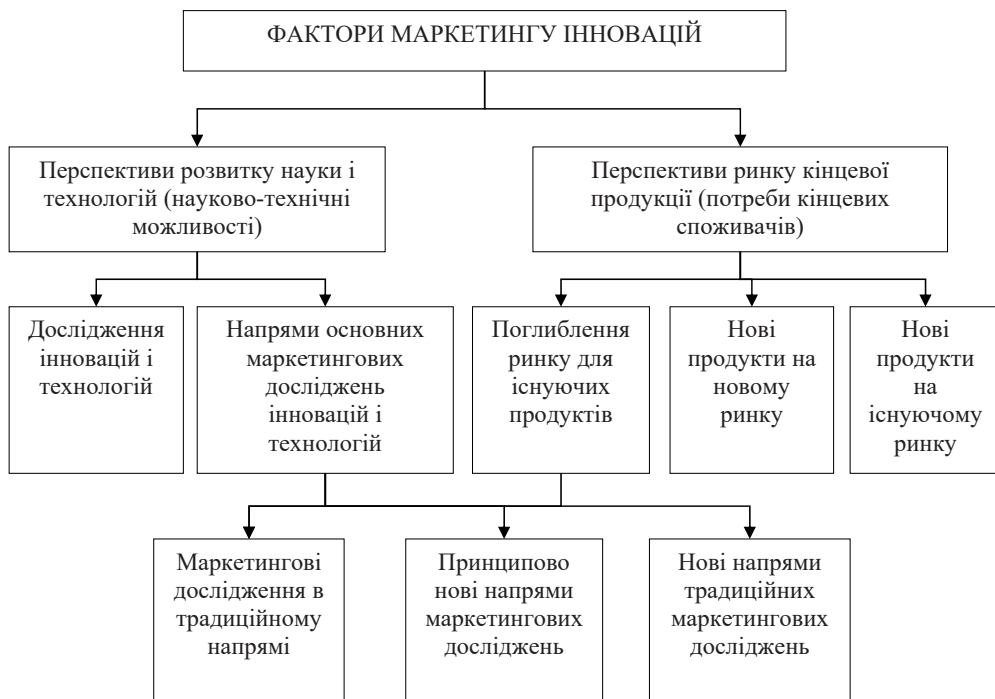 ФАКТОРИ МАРКЕТИНГУ ІННОВАЦІЙ
Перспективи розвитку науки і
технологій (науково-технічні
можливості)
Перспективи ринку кінцевої
продукції (потреби кінцевих
споживачів)
Дослідження
інновацій і
технологій
Напрями основних
маркетингових
досліджень
інновацій і
технологій
Поглиблення
ринку для
існуючих
продуктів
Нові
продукти на
новому
ринку
Нові
продукти
на
існуючому
ринку
Маркетингові
дослідження в
традиційному
напрямі
Принципово
нові напрями
маркетингових
досліджень
Нові напрями
традиційних
маркетингових
досліджень